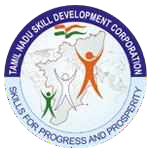 TAMIL NADU SKILL DEVELOPMENT CORPORATION
SKILLS FOR PROGRESS AND PROSPERITY